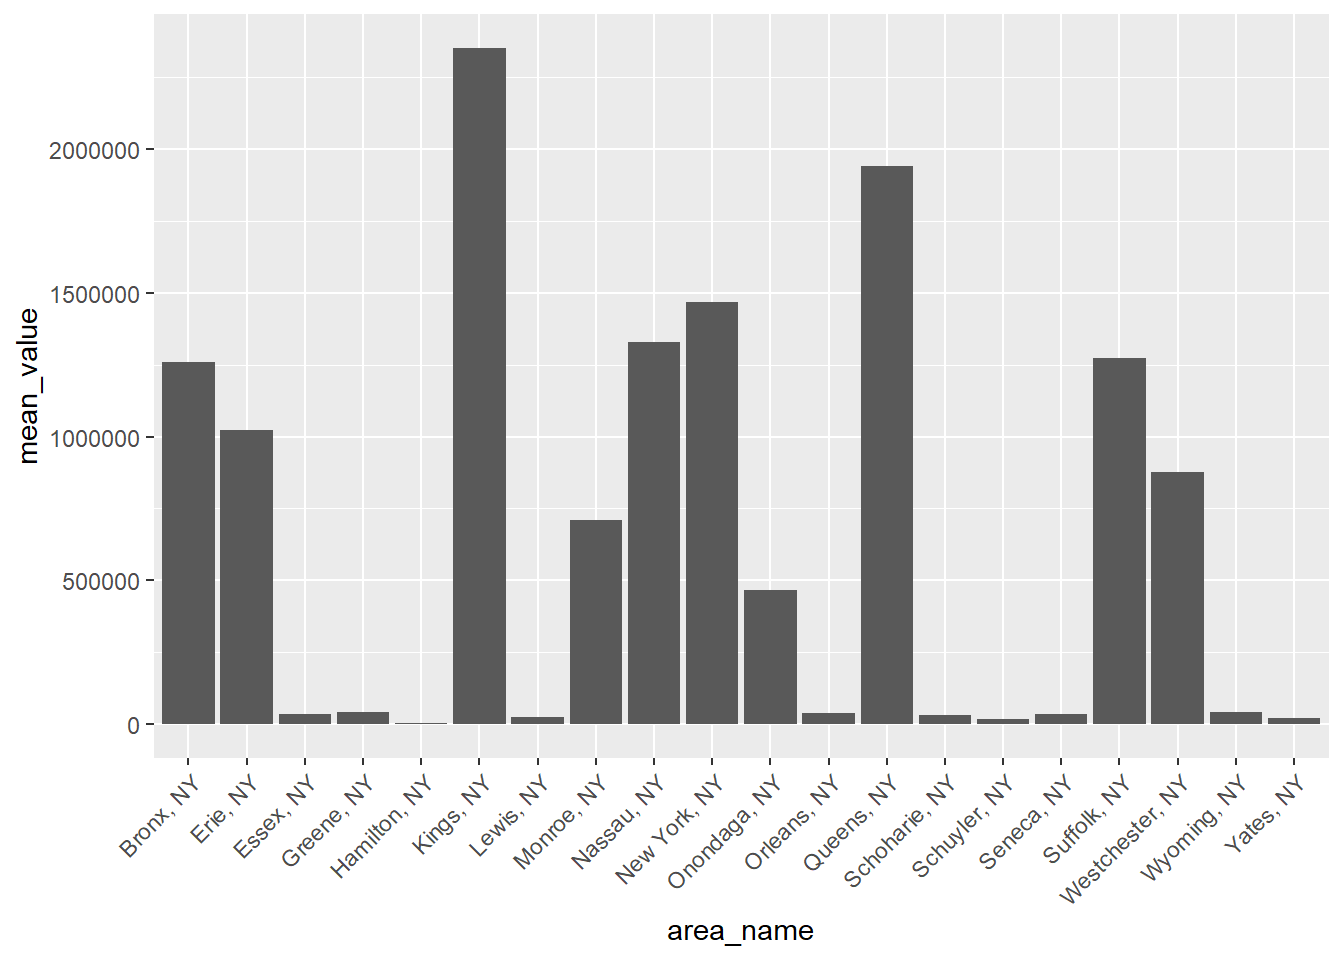 mean_value
2000000
1500000
1000000
500000
0
Bronx, NY
Erie, NY
Essex, NY
Greene, NY
Hamilton, NY
Kings, NY
Lewis, NY
Monroe, NY
Nassau, NY
New York, NY
Onondaga, NY
Orleans, NY
Queens, NY
Schoharie, NY
Schuyler, NY
Seneca, NY
Suffolk, NY
Westchester, NY
Wyoming, NY
Yates, NY
area_name